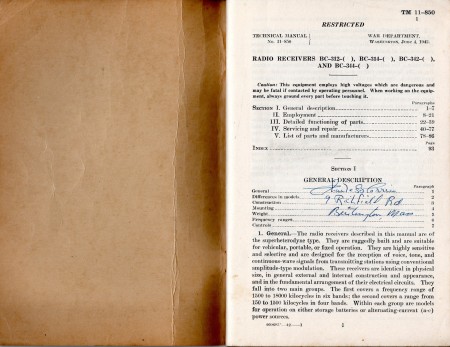 TM 11-850
1
RESTRICTED
TECHNICAL MANUAL
No. 11-850
WAR DEPARTMENT,
WASHINGTON, June 4, 1942.
RADIO RECEIVERS BC-312-( ), BC-314-( ), BC-342-( ),
AND BC-344-( )
Caution: This equipment employs high voltages which are dangerous and
may be fatal if contacted by operating personnel. When working on the equip-
ment, always ground every part before touching it.
Paragraphs
SECTION I. General description 1-7
II. Employment 8-21
III. Detailed functioning of parts 22-39
IV. Servicing and repair 40-77
V. List of parts and manufacturers 78-86
Page
INDEX 93
SECTION I
GENERAL DESCRIPTION
Paragraph
General 1
Differences in models 2
Construction 3
Mounting 4
Weight 5
Frequency ranges 6
Controls 7
Rd
Burlington, Mass
1. General.—The radio receivers described in this manual are of
the superheterodyne type. They are ruggedly built and are suitable
for vehicular, portable, or fixed operation. They are highly sensitive
and selective and are designed for the reception of voice, tone, and
continuous-wave signals from transmitting stations using conventional
amplitude-type modulation. These receivers are identical in physical
size, in general external and internal construction and appearance,
and in the fundamental arrangement of their electrical circuits. They
fall into two main groups. The first covers a frequency range of
1500 to 18000 kilocycles in six bands; the second covers a range from
150 to 1500 kilocycles in four bands. Within each group are models
for operation on either storage batteries or alternating-current (a-c)
power sources.
1